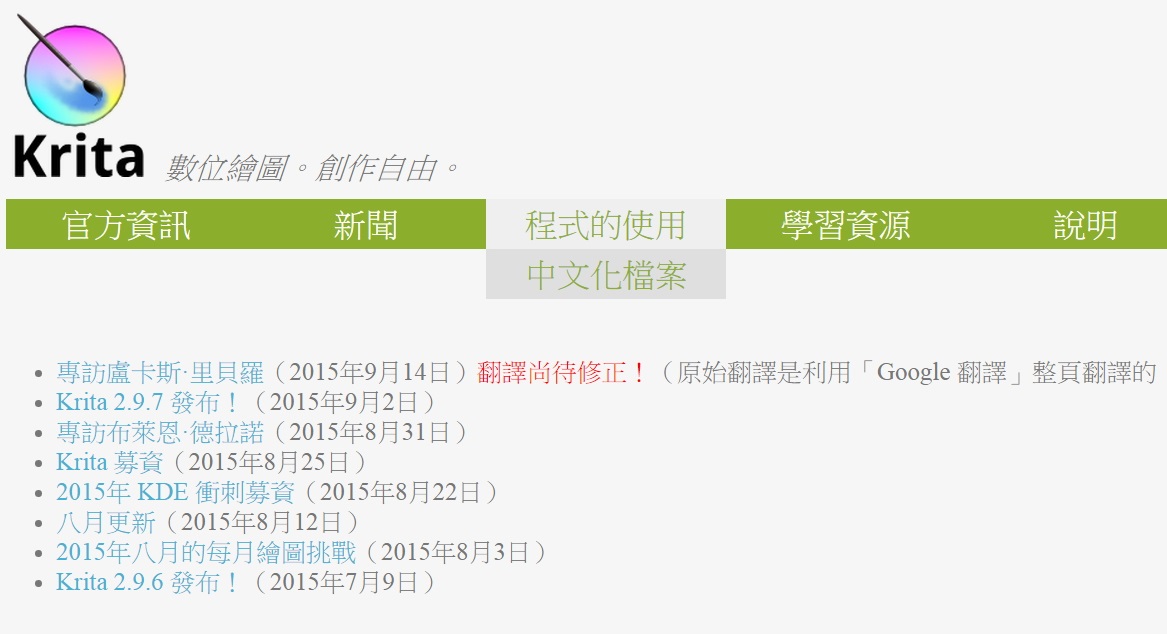 Krita 數位繪圖。創作自由。
官方資訊 新聞 程式的使用 學習資源 說明
中文化檔案
專訪盧卡斯·里貝羅（2015年9月14日）翻譯尚待修正！（原始翻譯是利用「Google 翻譯」整頁翻譯的
Krita 2.9.7 發布！（2015年9月2日）
專訪布萊恩·德拉諾（2015年8月31日）
Krita 募資（2015年8月25日）
2015年 KDE 衝刺募資（2015年8月22日）
八月更新（2015年8月12日）
2015年八月的每月繪圖挑戰（2015年8月3日）
Krita 2.9.6 發布！（2015年7月9日）